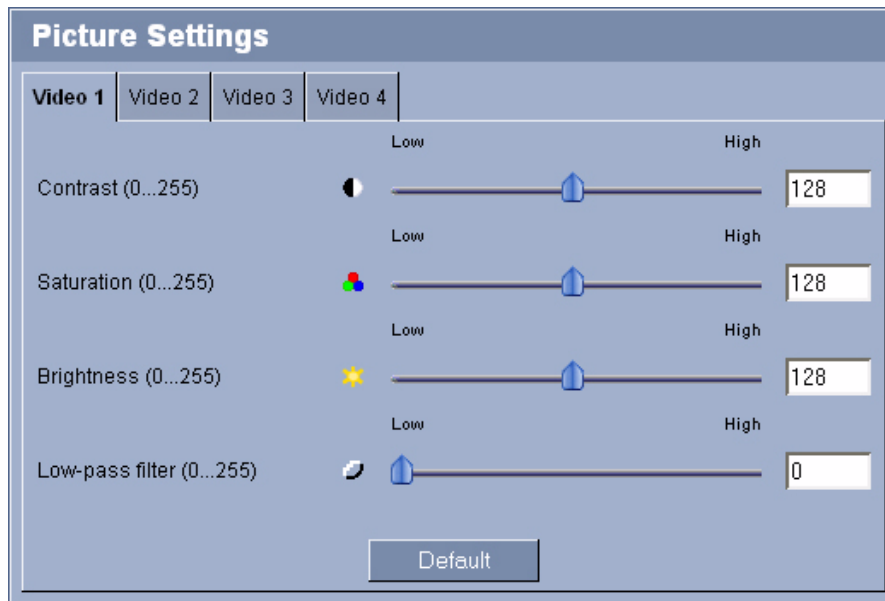 Picture Settings
Video 1 Video 2 Video 3 Video 4
Low High
Contrast (0...255) 128
Low High
Saturation (0...255) 128
Low High
Brightness (0...255) 128
Low High
Low-pass filter (0...255) 0
Default